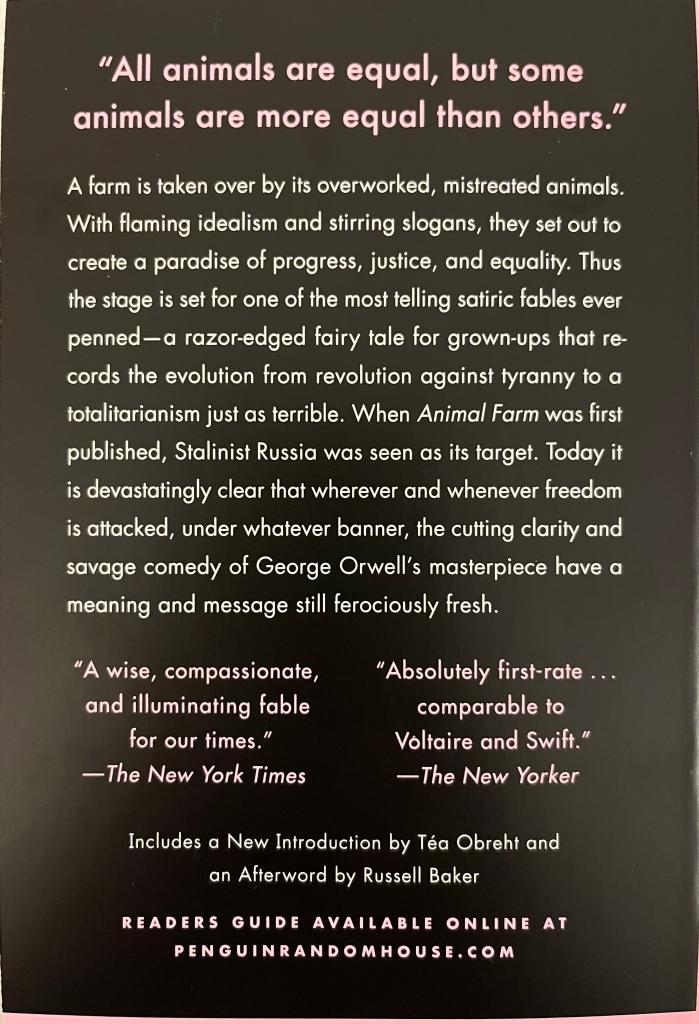 “All animals are equal, but some
animals are more equal than others.”
A farm is taken over by its overworked, mistreated animals.
With flaming idealism and stirring slogans, they set out to
create a paradise of progress, justice, and equality. Thus
the stage is set for one of the most telling satiric fables ever
penned—a razor-edged fairy tale for grown-ups that re-
cords the evolution from revolution against tyranny to a
totalitarianism just as terrible. When Animal Farm was first
published, Stalinist Russia was seen as its target. Today it
is devastatingly clear that wherever and whenever freedom
is attacked, under whatever banner, the cutting clarity and
savage comedy of George Orwell’s masterpiece have a
meaning and message still ferociously fresh.
“A wise, compassionate,
and illuminating fable
for our times.”
—The New York Times
“Absolutely first-rate . . .
comparable to
Voltaire and Swift.”
—The New Yorker
Includes a New Introduction by Téa Obreht and
an Afterword by Russell Baker
READERS GUIDE AVAILABLE ONLINE AT
PENGUINRANDOMHOUSE.COM